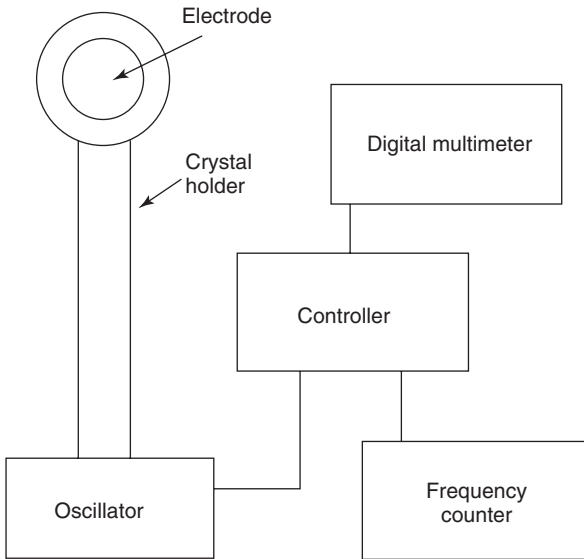 Electrode
Crystal
holder
Digital multimeter
Controller
Oscillator
Frequency
counter